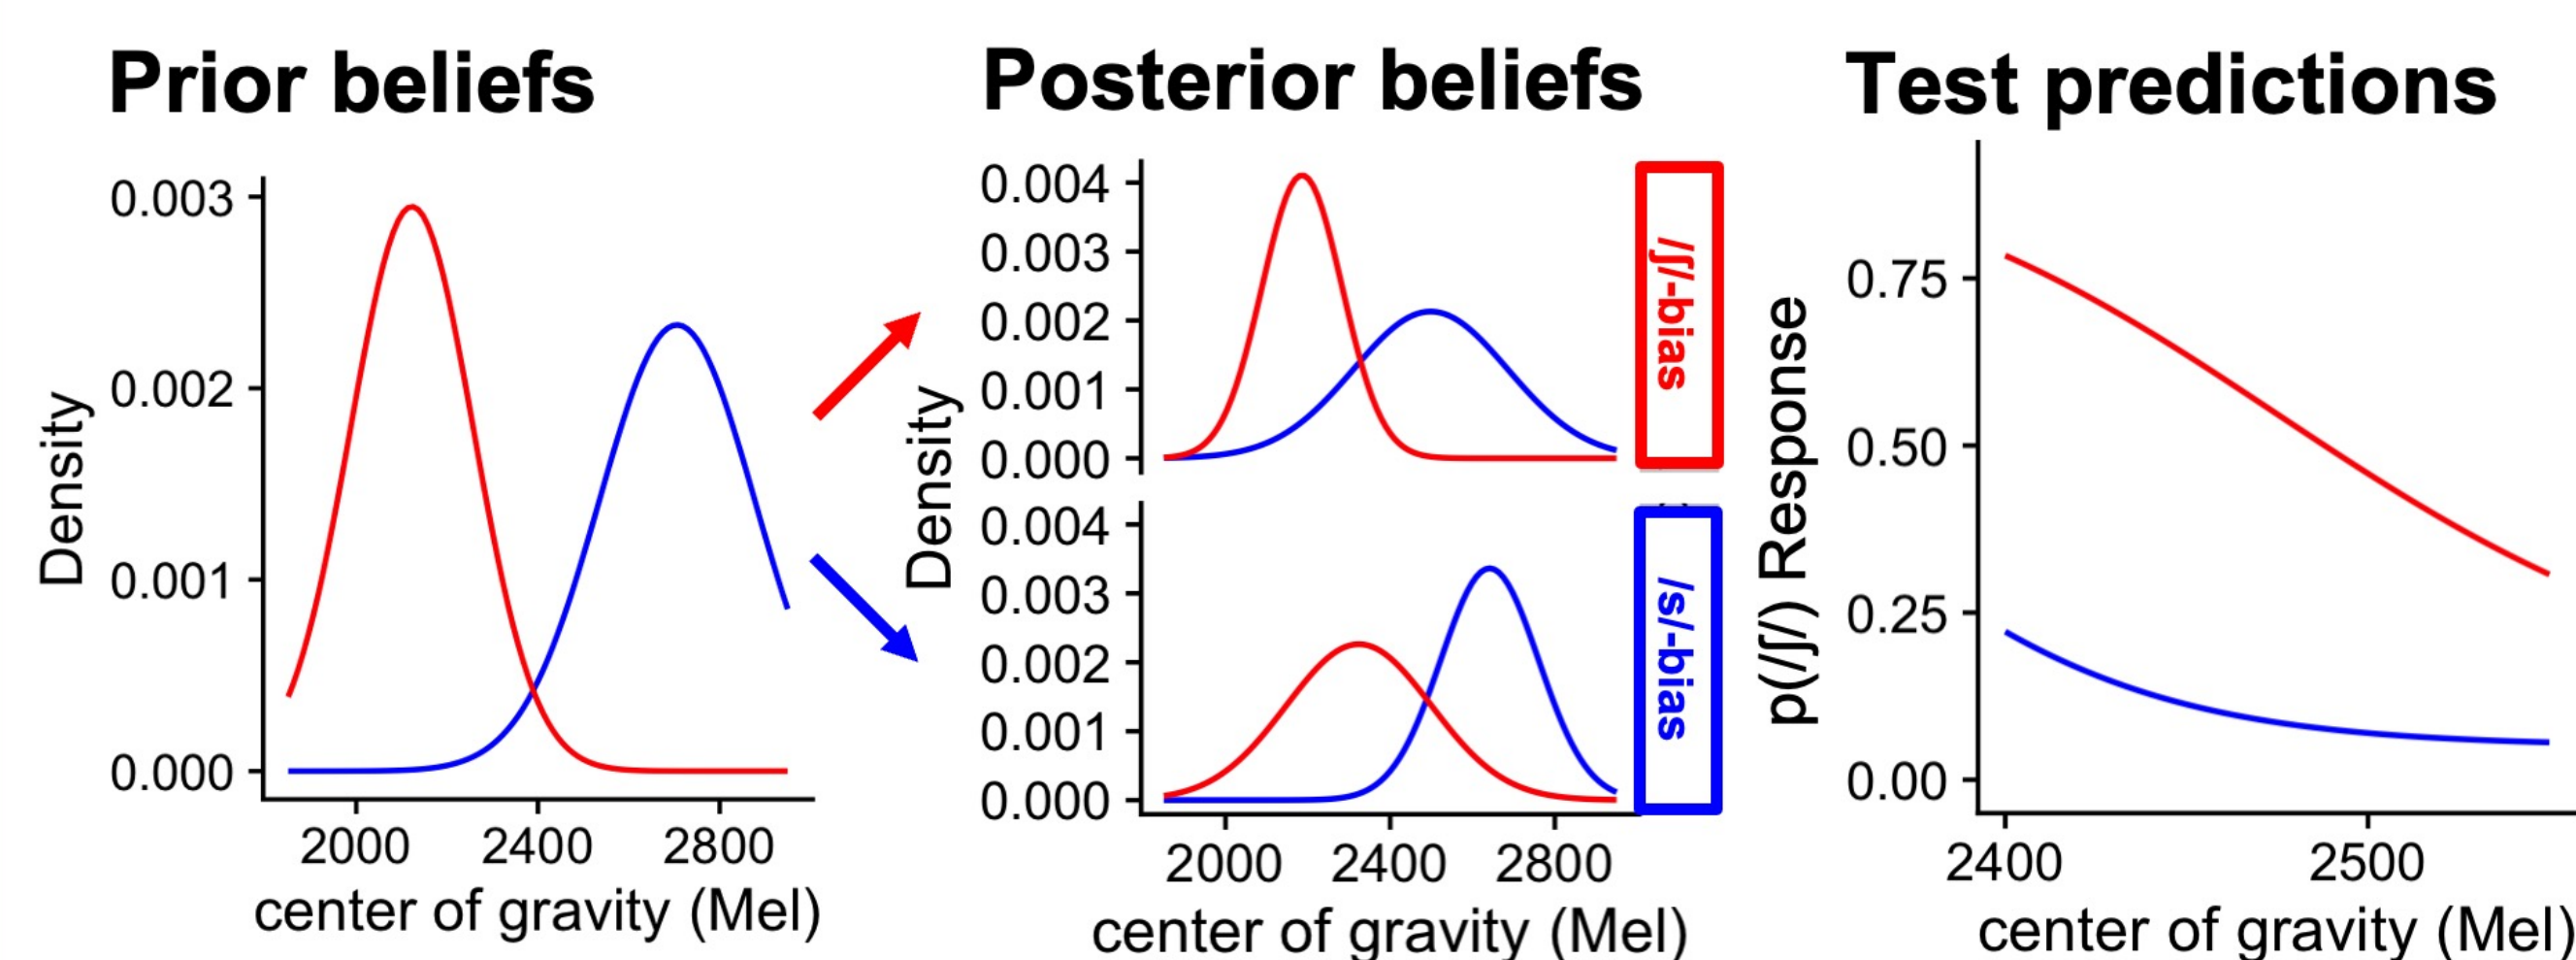 Prior beliefs
Density
0.003
0.002
0.001
0.000
2000 2400 2800
center of gravity (Mel)
Posterior beliefs
Density
0.004
0.003
0.002
0.001
0.000
/ʃ/-bias
0.004
0.003
0.002
0.001
0.000
/s/-bias
2000 2400 2800
center of gravity (Mel)
Test predictions
p(/ʃ/) Response
0.75
0.50
0.25
0.00
2400 2500
center of gravity (Mel)